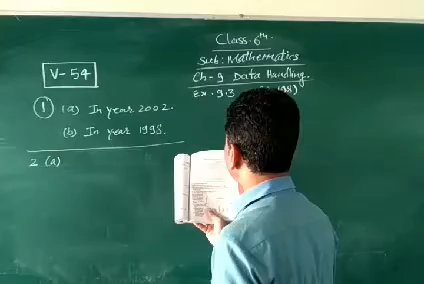 Class-6th.
Sub: Mathematics
Ch-9 Data Handling.
Ex. 9.3
V-54
1 (a) In year 2002.
(b) In year 1998.
2 (a)